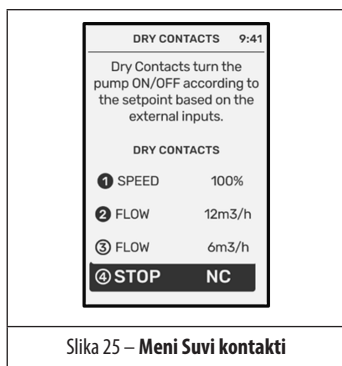 DRY CONTACTS 9:41
Dry Contacts turn the
pump ON/OFF according to
the setpoint based on the
external inputs.
DRY CONTACTS
1 SPEED 100%
2 FLOW 12m3/h
3 FLOW 6m3/h
4 STOP NC
Slika 25 – Meni Suvi kontakti